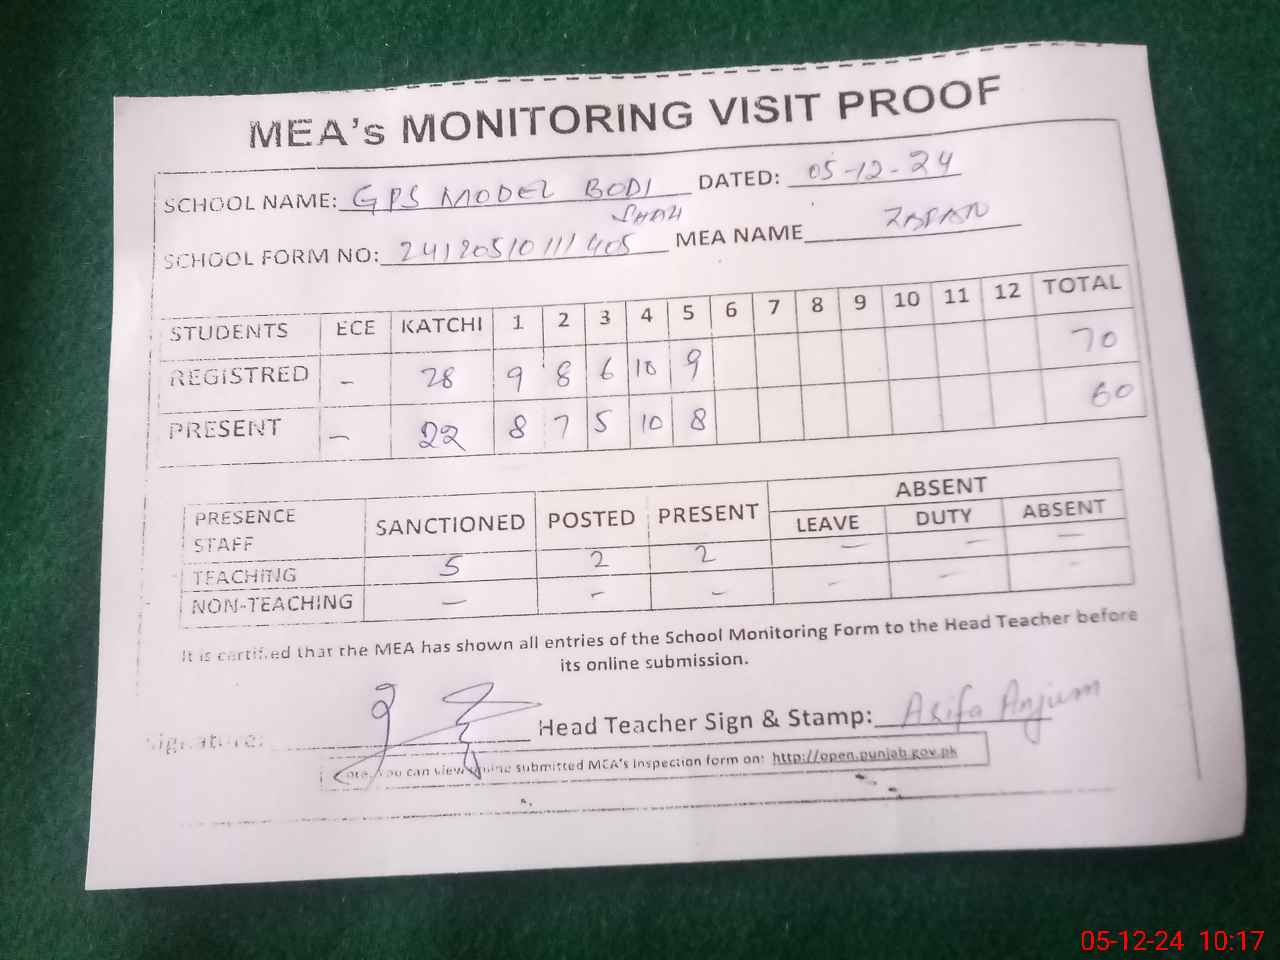 MEA's MONITORING VISIT PROOF
SCHOOL NAME: GPS MODEL BODI SHAH DATED: 05-12-24
SCHOOL FORM NO: 24120510111405 MEA NAME
STUDENTS ECE KATCHI 1 2 3 4 5 6 7 8 9 10 11 12 TOTAL
REGISTRED - 28 9 8 6 10 9 70
PRESENT - 22 8 7 5 10 8 60
PRESENCE STAFF SANCTIONED POSTED PRESENT ABSENT
LEAVE DUTY ABSENT
TEACHING 5 2 2 - - -
NON-TEACHING - - - - - -
It is certified that the MEA has shown all entries of the School Monitoring Form to the Head Teacher before
its online submission.
Signature: Head Teacher Sign & Stamp: Asifa Anjum
Note: You can view online submitted MEA's inspection form on: http://open.punjab.gov.pk
05-12-24 10:17